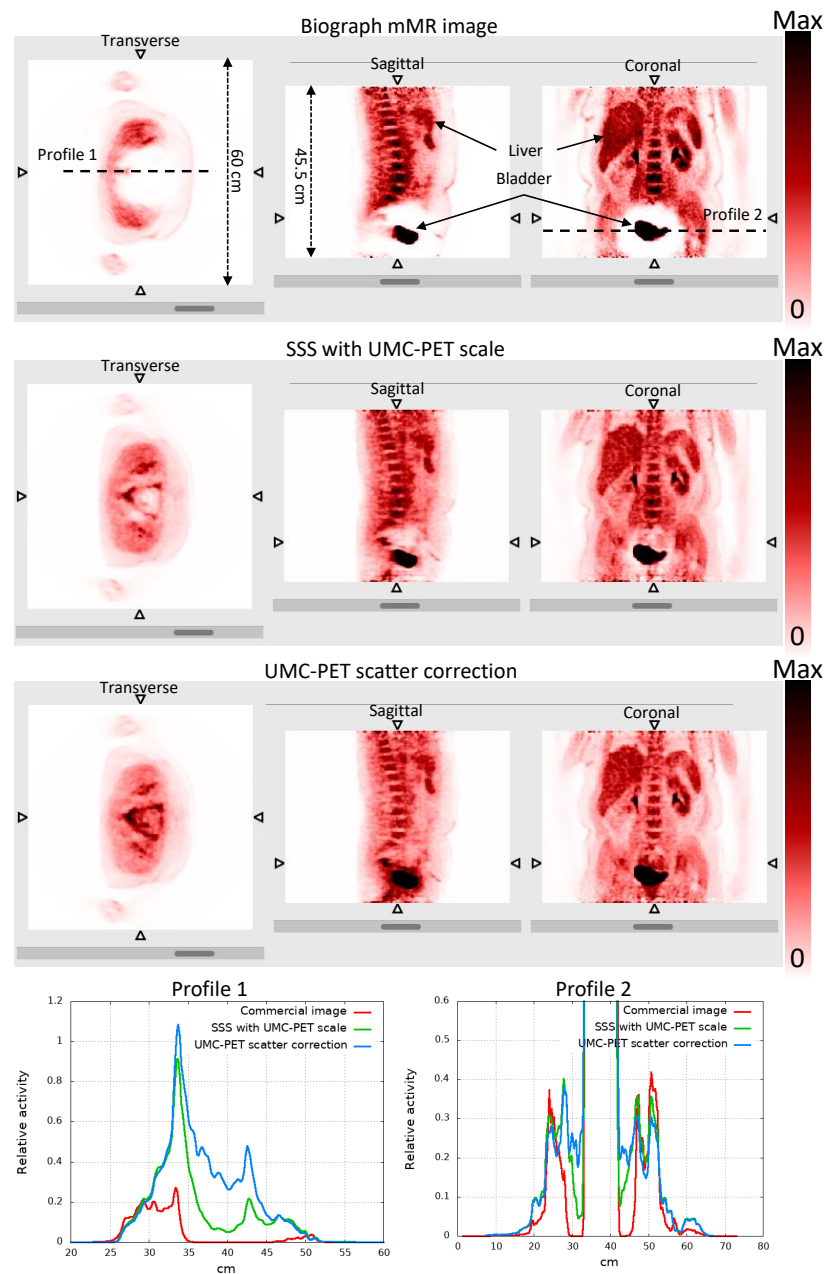 Biograph mMR image
Max
Transverse
Sagittal
Coronal
Profile 1
60 cm
45.5 cm
Liver
Bladder
Profile 2
0
SSS with UMC-PET scale
Max
Transverse
Sagittal
Coronal
0
UMC-PET scatter correction
Max
Transverse
Sagittal
Coronal
0
Profile 1
Commercial image
SSS with UMC-PET scale
UMC-PET scatter correction
Relative activity
1.2
1
0.8
0.6
0.4
0.2
0
20 25 30 35 40 45 50 55 60
cm
Profile 2
Commercial image
SSS with UMC-PET scale
UMC-PET scatter correction
Relative activity
0.6
0.5
0.4
0.3
0.2
0.1
0
0 10 20 30 40 50 60 70 80
cm